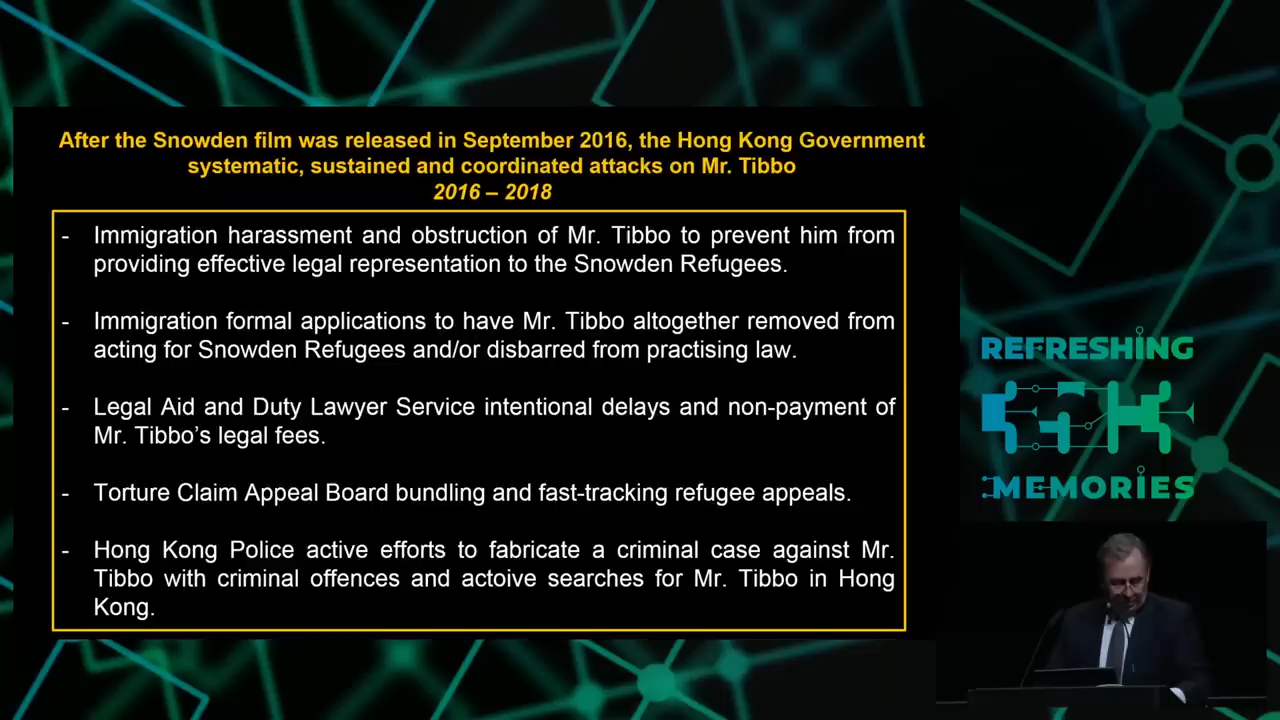 After the Snowden film was released in September 2016, the Hong Kong Government
systematic, sustained and coordinated attacks on Mr. Tibbo
2016 – 2018
- Immigration harassment and obstruction of Mr. Tibbo to prevent him from
providing effective legal representation to the Snowden Refugees.
- Immigration formal applications to have Mr. Tibbo altogether removed from
acting for Snowden Refugees and/or disbarred from practising law.
- Legal Aid and Duty Lawyer Service intentional delays and non-payment of
Mr. Tibbo's legal fees.
- Torture Claim Appeal Board bundling and fast-tracking refugee appeals.
- Hong Kong Police active efforts to fabricate a criminal case against Mr.
Tibbo with criminal offences and actoive searches for Mr. Tibbo in Hong
Kong.
REFRESHING
MEMORIES